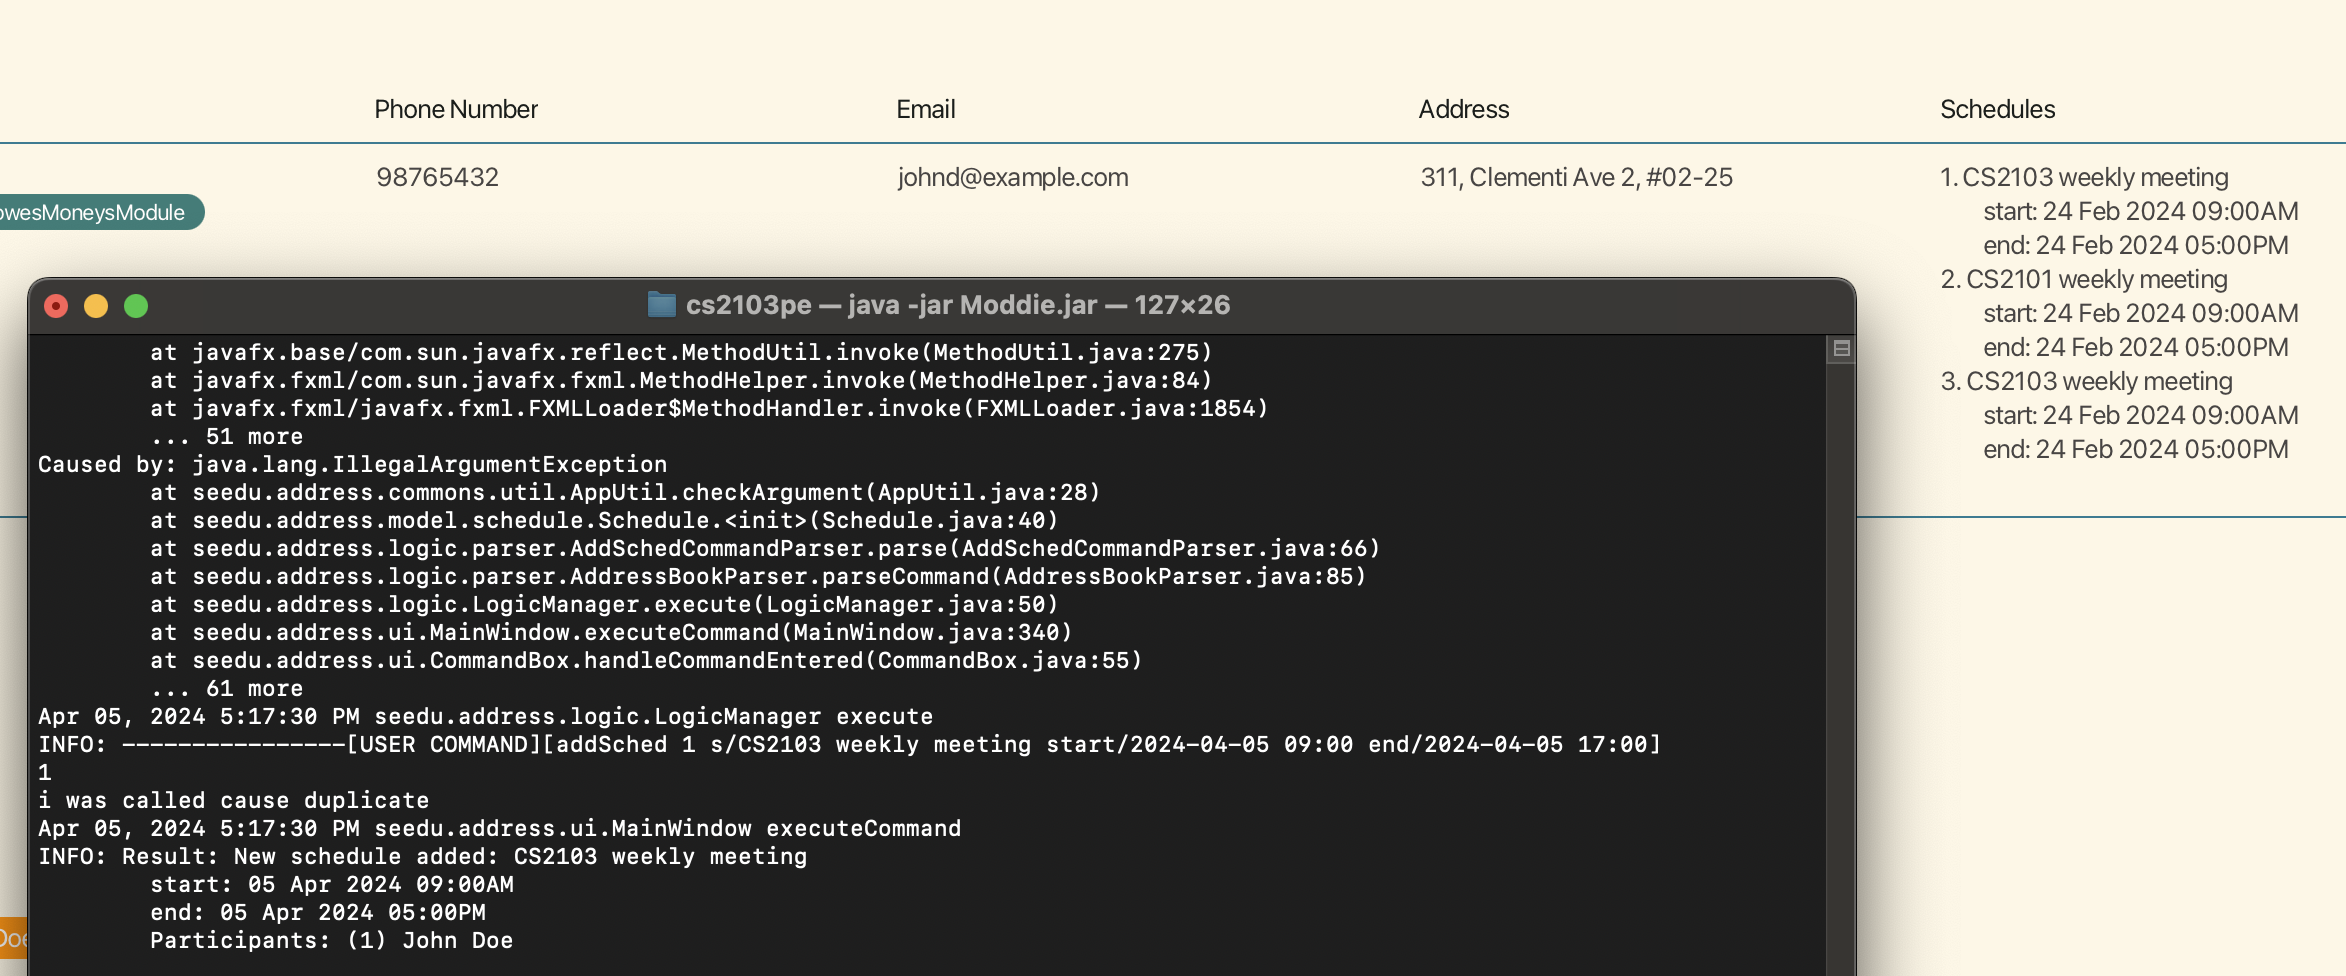 Phone Number Email Address Schedules
98765432 johnd@example.com 311, Clementi Ave 2, #02-25 1. CS2103 weekly meeting
owesMoneysModule start: 24 Feb 2024 09:00AM
end: 24 Feb 2024 05:00PM
2. CS2101 weekly meeting
start: 24 Feb 2024 09:00AM
end: 24 Feb 2024 05:00PM
3. CS2103 weekly meeting
start: 24 Feb 2024 09:00AM
end: 24 Feb 2024 05:00PM
cs2103pe — java -jar Moddie.jar — 127×26
at javafx.base/com.sun.javafx.reflect.MethodUtil.invoke(MethodUtil.java:275)
at javafx.fxml/com.sun.javafx.fxml.MethodHelper.invoke(MethodHelper.java:84)
at javafx.fxml/javafx.fxml.FXMLLoader$MethodHandler.invoke(FXMLLoader.java:1854)
... 51 more
Caused by: java.lang.IllegalArgumentException
at seedu.address.commons.util.AppUtil.checkArgument(AppUtil.java:28)
at seedu.address.model.schedule.Schedule.<init>(Schedule.java:40)
at seedu.address.logic.parser.AddSchedCommandParser.parse(AddSchedCommandParser.java:66)
at seedu.address.logic.parser.AddressBookParser.parseCommand(AddressBookParser.java:85)
at seedu.address.logic.LogicManager.execute(LogicManager.java:50)
at seedu.address.ui.MainWindow.executeCommand(MainWindow.java:340)
at seedu.address.ui.CommandBox.handleCommandEntered(CommandBox.java:55)
... 61 more
Apr 05, 2024 5:17:30 PM seedu.address.logic.LogicManager execute
INFO: ----------------[USER COMMAND][addSched 1 s/CS2103 weekly meeting start/2024-04-05 09:00 end/2024-04-05 17:00]
1
i was called cause duplicate
Apr 05, 2024 5:17:30 PM seedu.address.ui.MainWindow executeCommand
INFO: Result: New schedule added: CS2103 weekly meeting
start: 05 Apr 2024 09:00AM
end: 05 Apr 2024 05:00PM
Participants: (1) John Doe